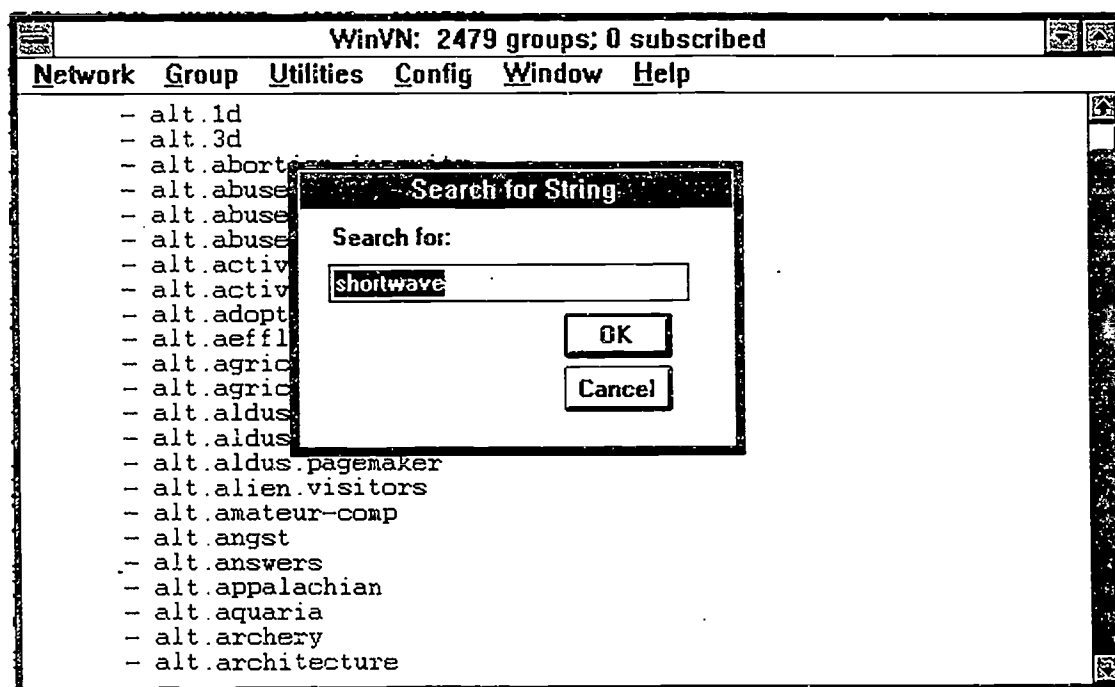 WinVN: 2479 groups; 0 subscribed
Network Group Utilities Config Window Help
- alt.1d
- alt.3d
- alt.abort
- alt.abuse
- alt.abuse
- alt.abuse
- alt.activ
- alt.activ
- alt.adopt
- alt.aeffl
- alt.agric
- alt.agric
- alt.aldus
- alt.aldus
- alt.aldus.pagemaker
- alt.alien.visitors
- alt.amateur-comp
- alt.angst
- alt.answers
- alt.appalachian
- alt.aquaria
- alt.archery
- alt.architecture
Search for String
Search for:
shortwave
OK
Cancel